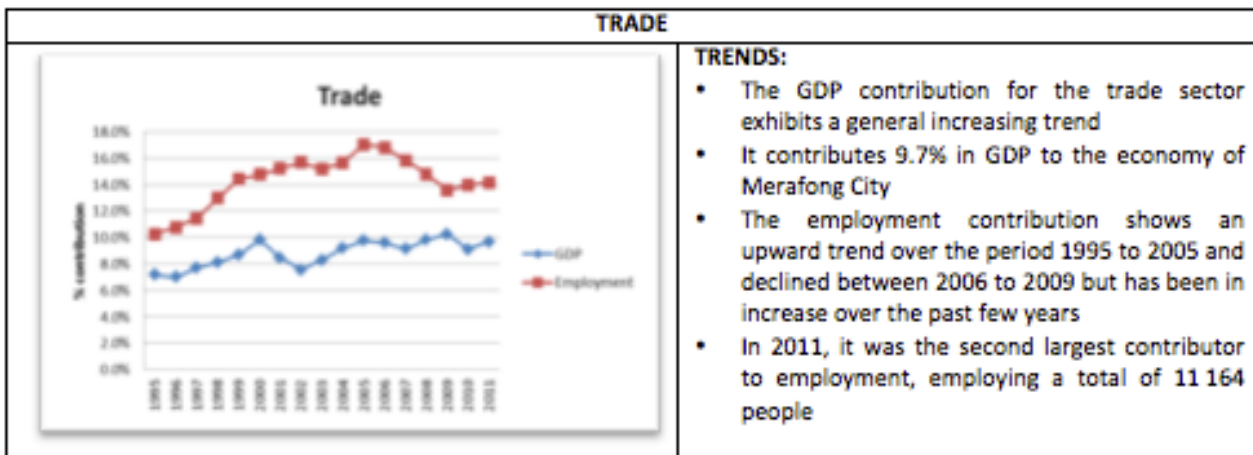 TRADE
Trade
18.0%
16.0%
14.0%
12.0%
10.0%
8.0%
6.0%
4.0%
2.0%
0.0%
% contribution
1995 1996 1997 1998 1999 2000 2001 2002 2003 2004 2005 2006 2007 2008 2009 2010 2011
GDP
Employment
TRENDS:
• The GDP contribution for the trade sector
exhibits a general increasing trend
• It contributes 9.7% in GDP to the economy of
Merafong City
• The employment contribution shows an
upward trend over the period 1995 to 2005 and
declined between 2006 to 2009 but has been in
increase over the past few years
• In 2011, it was the second largest contributor
to employment, employing a total of 11 164
people